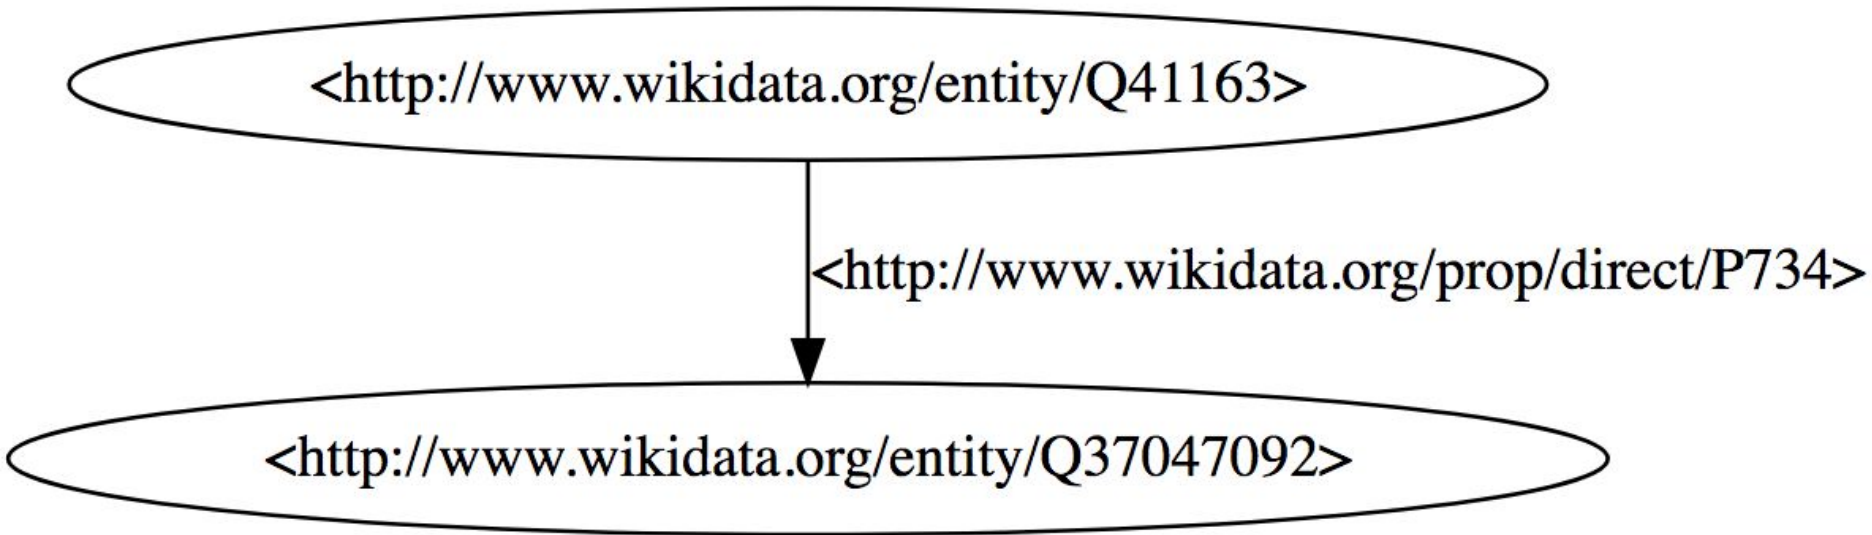 <http://www.wikidata.org/entity/Q41163>
<http://www.wikidata.org/prop/direct/P734>
<http://www.wikidata.org/entity/Q37047092>